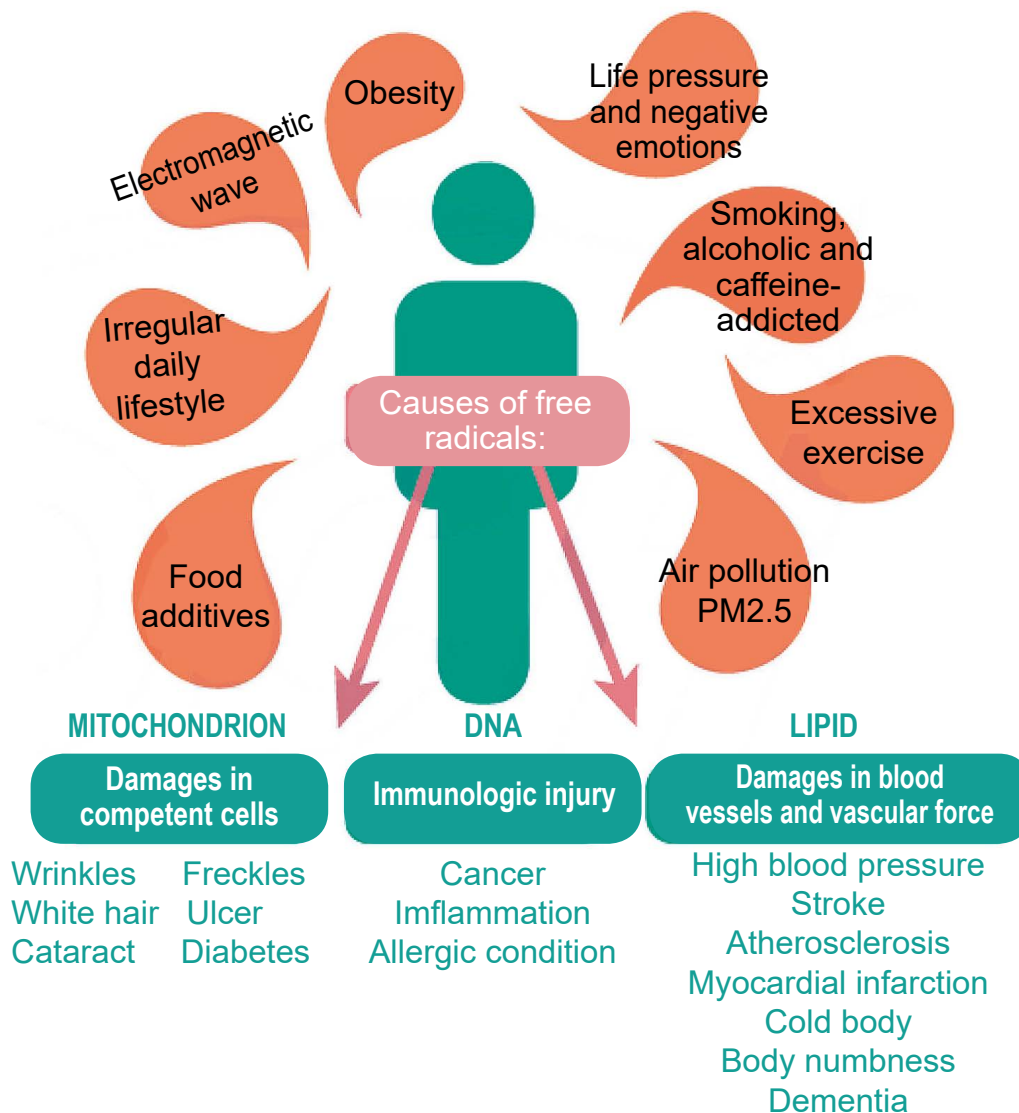 Obesity
Life pressure
and negative
emotions
Electromagnetic
wave
Smoking,
alcoholic and
caffeine-
addicted
Irregular
daily
lifestyle
Causes of free
radicals:
Excessive
exercise
Food
additives
Air pollution
PM2.5
MITOCHONDRION
Damages in
competent cells
Wrinkles Freckles
White hair Ulcer
Cataract Diabetes
DNA
Immunologic injury
Cancer
Imflammation
Allergic condition
LIPID
Damages in blood
vessels and vascular force
High blood pressure
Stroke
Atherosclerosis
Myocardial infarction
Cold body
Body numbness
Dementia